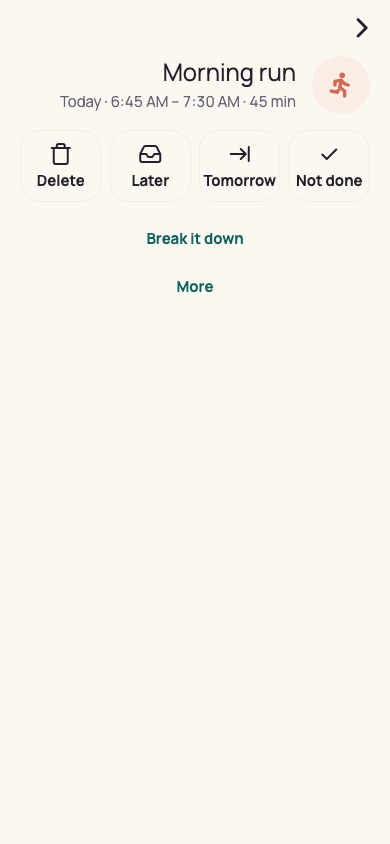 Morning run
Today · 6:45 AM – 7:30 AM · 45 min
Delete
Later
Tomorrow
Not done
Break it down
More